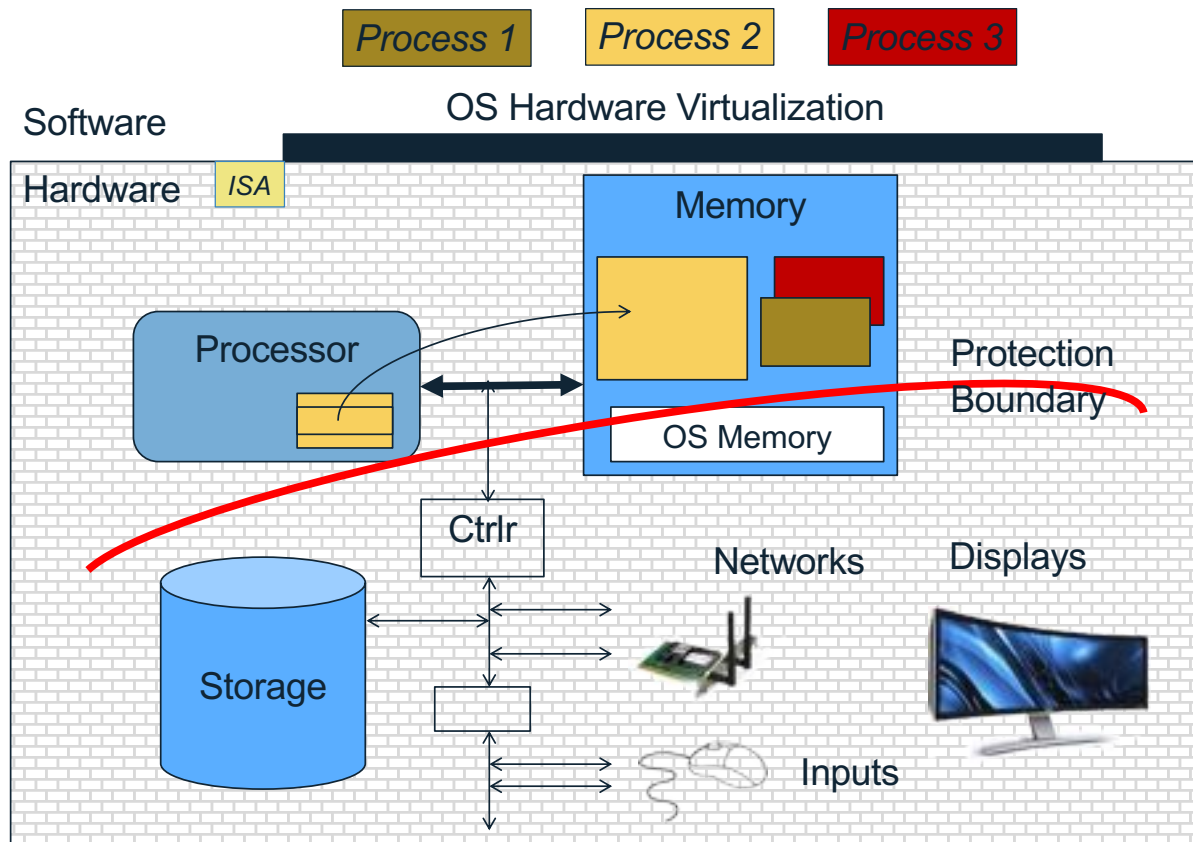 Process 1
Process 2
Process 3
OS Hardware Virtualization
Software
Hardware
ISA
Memory
Processor
Protection
Boundary
OS Memory
Ctrlr
Networks
Displays
Storage
Inputs